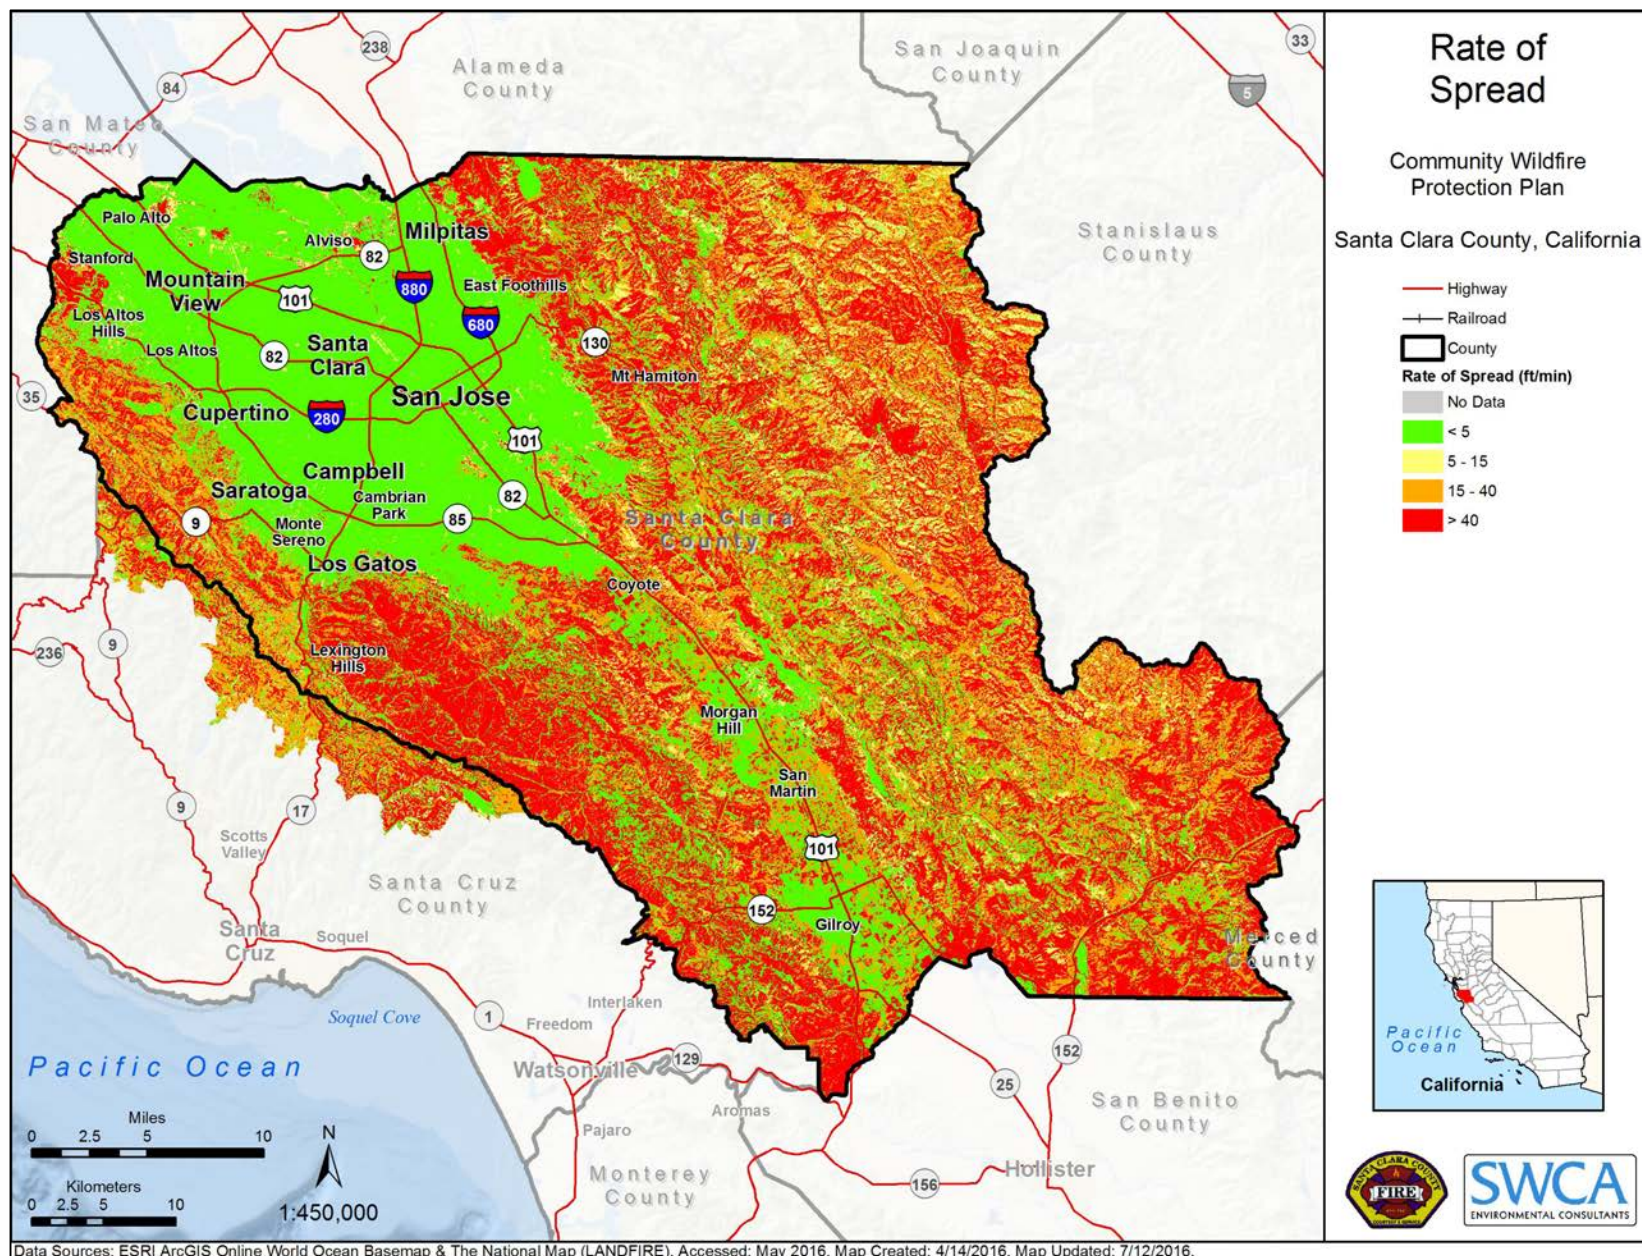 Rate of
Spread
Community Wildfire
Protection Plan
Santa Clara County, California
Highway
Railroad
County
Rate of Spread (ft/min)
No Data
< 5
5 - 15
15 - 40
> 40
238
Alameda
County
San Joaquin
County
33
5
84
San Mateo
County
Palo Alto
Alviso
Milpitas
82
Stanislaus
County
Stanford
Mountain
View
101
880
East Foothills
680
Los Altos
Hills
Los Altos
82
Santa
Clara
130
Mt Hamiton
35
Cupertino
280
San Jose
101
Campbell
Saratoga
Cambrian
Park
82
9
Monte
Sereno
85
Santa Clara
County
Los Gatos
Coyote
236
9
Lexington
Hills
Morgan
Hill
San
Martin
9
17
Scotts
Valley
101
Santa Cruz
County
152
Gilroy
Santa
Cruz
Soquel
Merced
County
Soquel Cove
1
Interlaken
Freedom
Pacific Ocean
Watsonville
129
152
25
Aromas
San Benito
County
Pajaro
Monterey
County
156
Hollister
Miles
0 2.5 5 10
Kilometers
0 2.5 5 10
N
1:450,000
Pacific
Ocean
California
SANTA CLARA COUNTY
FIRE
COURTESY & SERVICE
SWCA
ENVIRONMENTAL CONSULTANTS
Data Sources: ESRI ArcGIS Online World Ocean Basemap & The National Map (LANDFIRE), Accessed: May 2016, Map Created: 4/14/2016, Map Updated: 7/12/2016.